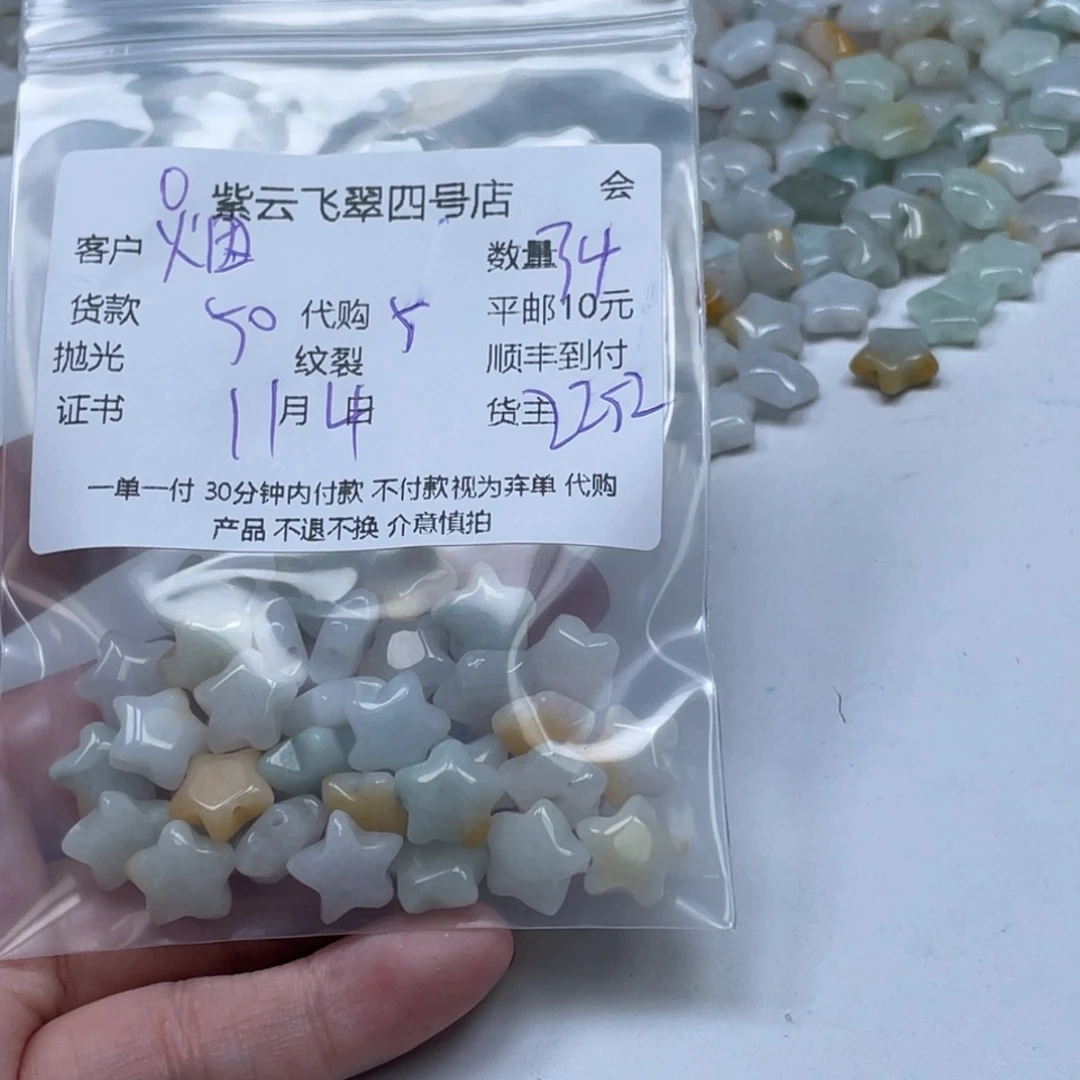 紫云飞翠四号店 会
客户 烟 数量 34
货款 50 代购 5 平邮10元
抛光 纹裂 顺丰到付
证书 11月4日 货主 2252
一单一付 30分钟内付款 不付款视为弃单 代购
产品 不退不换 介意慎拍